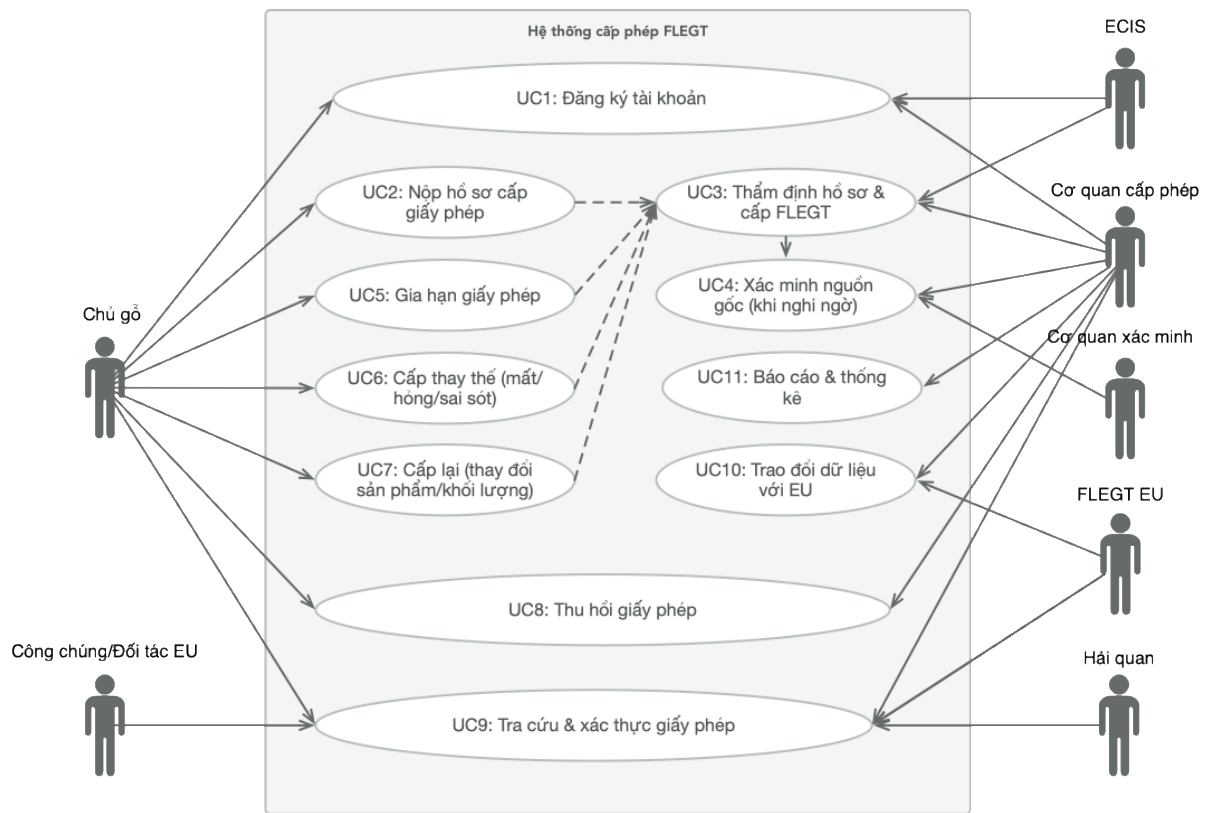 Hệ thống cấp phép FLEGT
ECIS
UC1: Đăng ký tài khoản
UC2: Nộp hồ sơ cấp
giấy phép
UC3: Thẩm định hồ sơ &
cấp FLEGT
Cơ quan cấp phép
UC5: Gia hạn giấy phép
UC4: Xác minh nguồn
gốc (khi nghi ngờ)
Chủ gỗ
Cơ quan xác minh
UC6: Cấp thay thế (mất/
hỏng/sai sót)
UC11: Báo cáo & thống
kê
UC7: Cấp lại (thay đổi
sản phẩm/khối lượng)
UC10: Trao đổi dữ liệu
với EU
FLEGT EU
UC8: Thu hồi giấy phép
Công chúng/Đối tác EU
Hải quan
UC9: Tra cứu & xác thực giấy phép